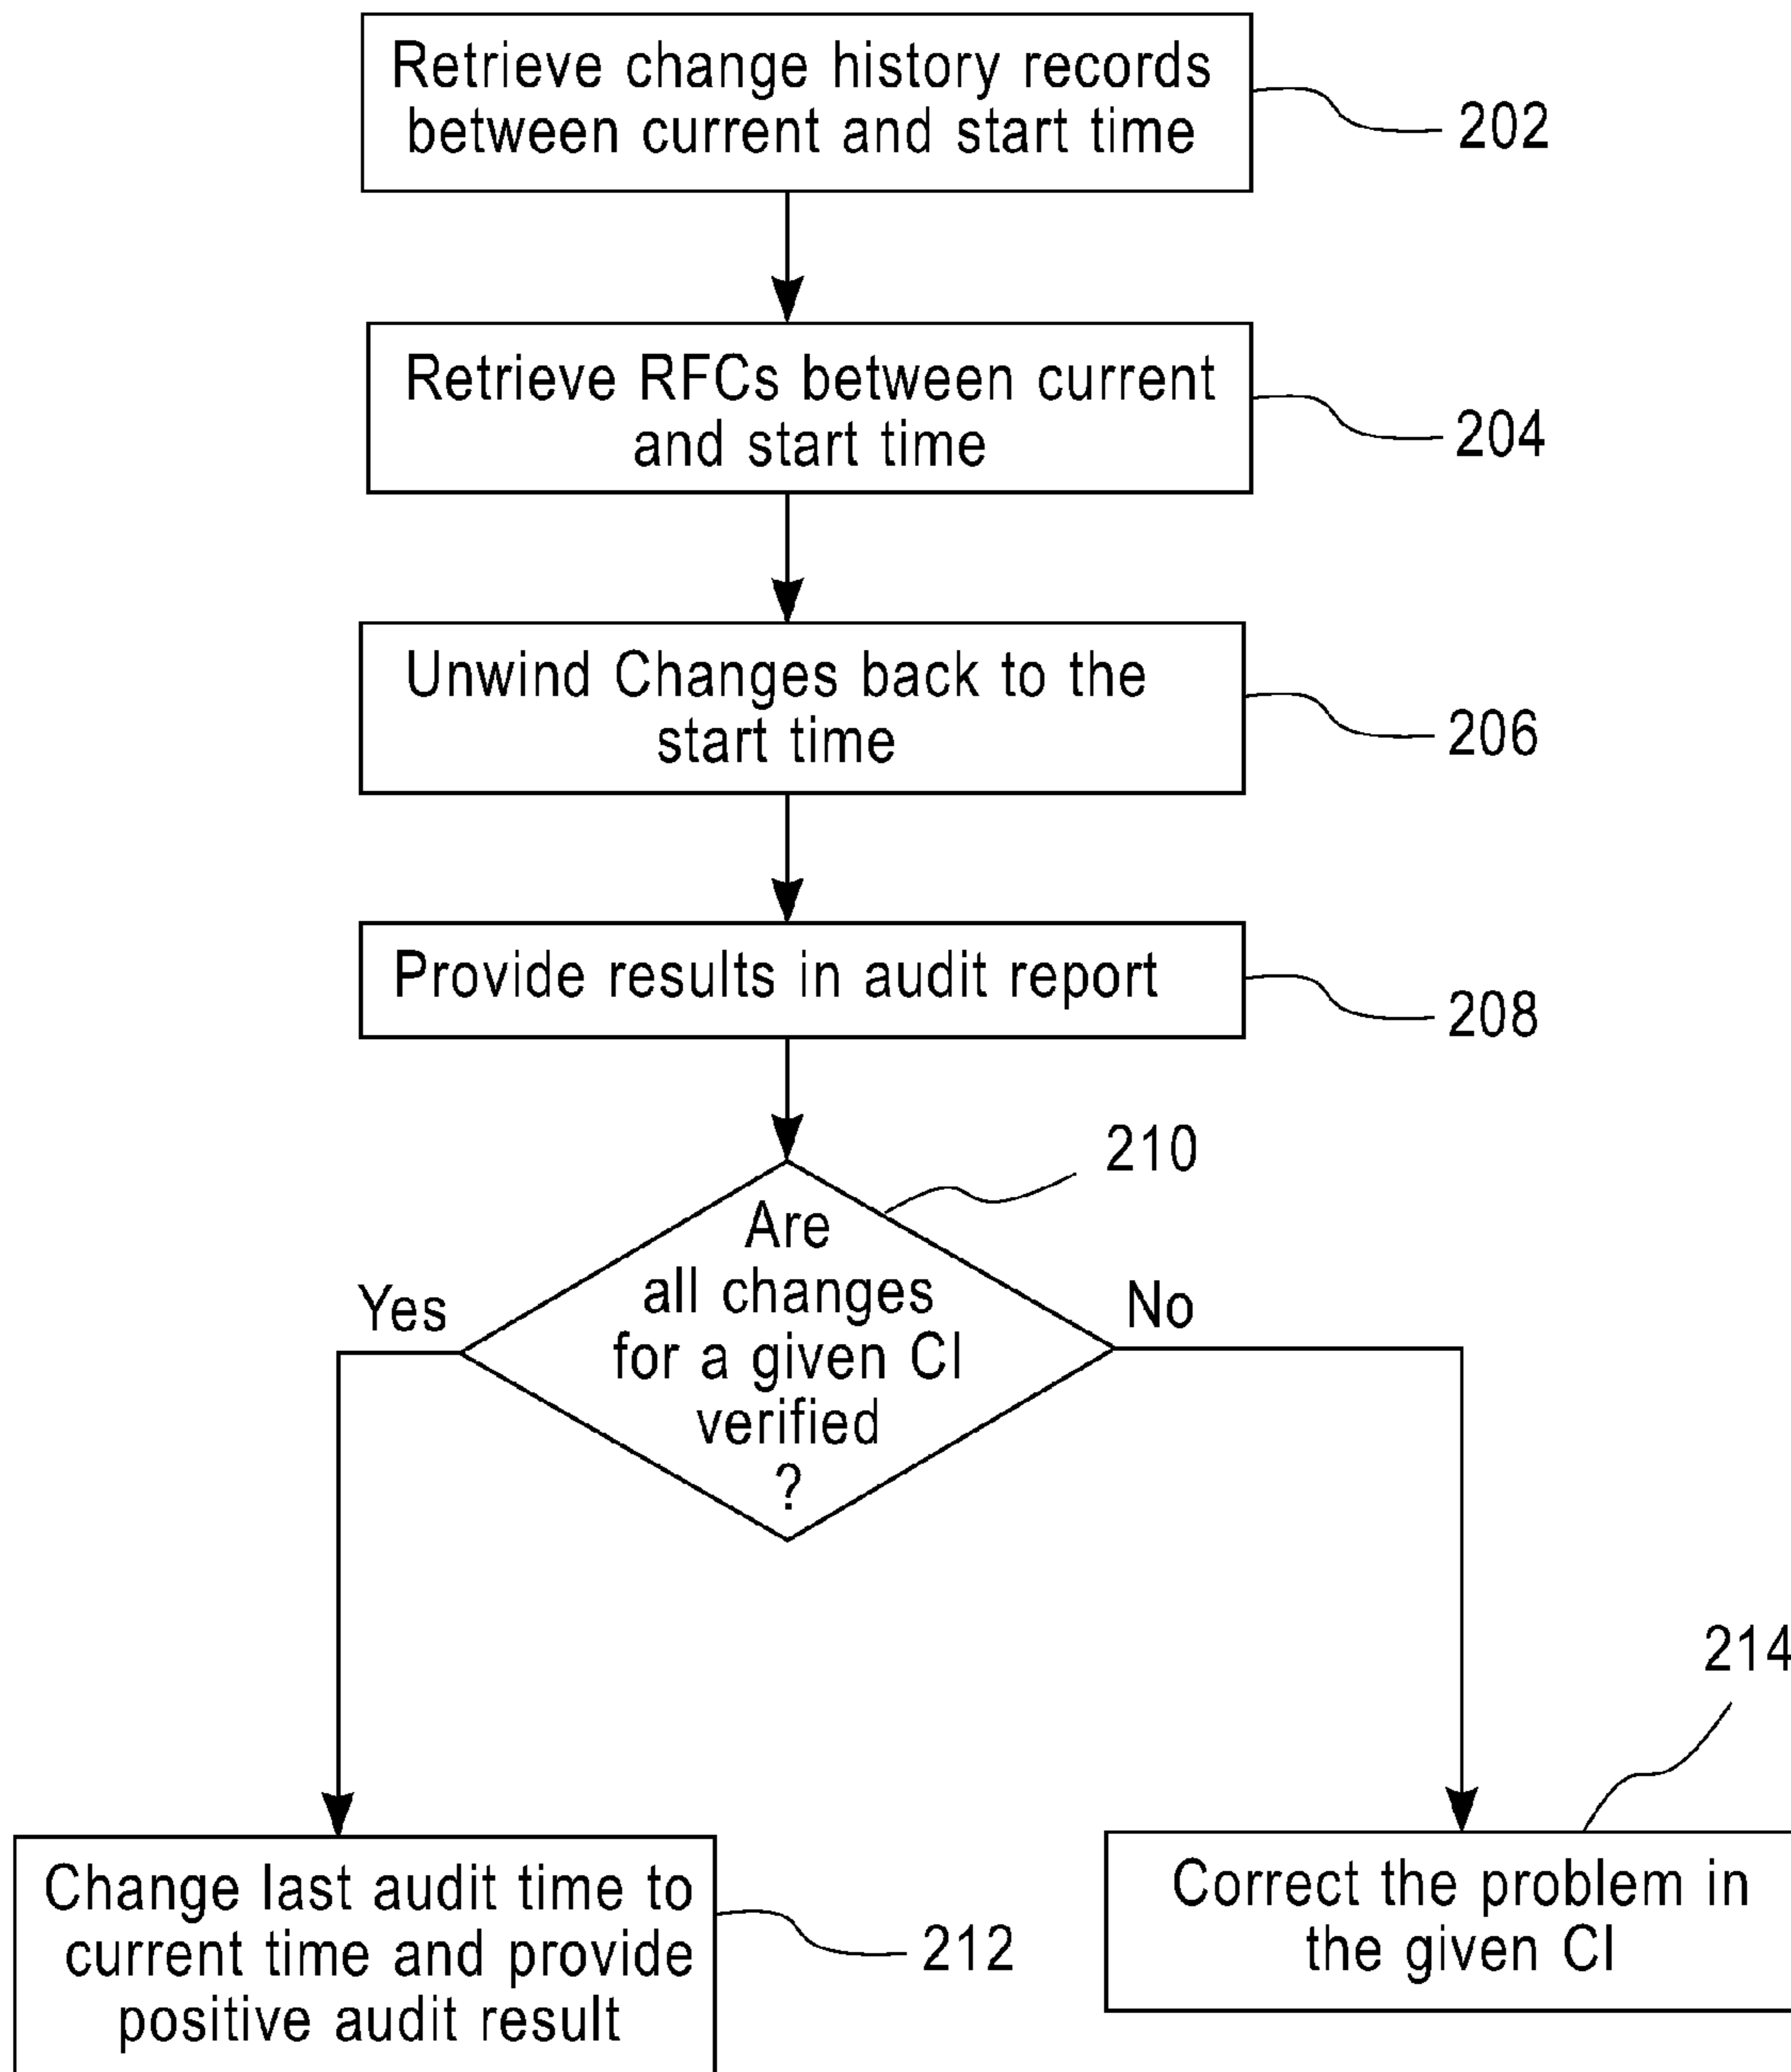 Retrieve change history records
between current and start time
202
Retrieve RFCs between current
and start time
204
Unwind Changes back to the
start time
206
Provide results in audit report
208
210
Are
all changes
for a given CI
verified
?
Yes
No
214
Change last audit time to
current time and provide
positive audit result
212
Correct the problem in
the given CI